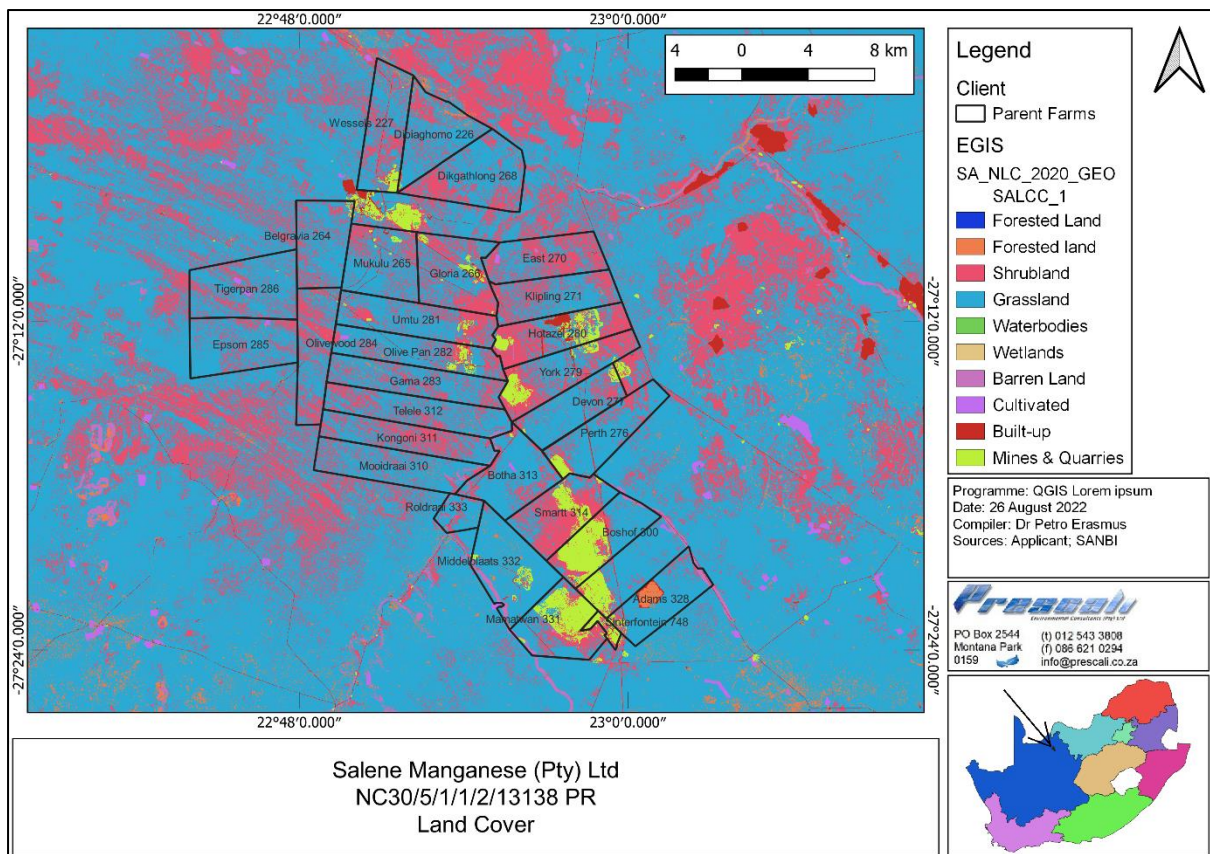 22°48'0.000"
23°0'0.000"
4 0 4 8 km
Wessels 227
Dibiaghomo 226
Dikgathlong 268
Belgravia 264
Mukulu 265
Gloria 266
East 270
Tigerpan 286
Klipling 271
-27°12'0.000"
-27°12'0.000"
Umtu 281
Hotazel 280
Epsom 285
Olivewood 284
Olive Pan 282
York 279
Gama 283
Devon 277
Telele 312
Perth 276
Kongoni 311
Mooidraai 310
Botha 313
Roldraai 333
Smartt 314
Boshof 300
Middelplaats 332
Adams 328
Mamatwan 331
Sinterfontein 748
-27°24'0.000"
-27°24'0.000"
22°48'0.000"
23°0'0.000"
Legend
Client
Parent Farms
EGIS
SA_NLC_2020_GEO
SALCC_1
Forested Land
Forested land
Shrubland
Grassland
Waterbodies
Wetlands
Barren Land
Cultivated
Built-up
Mines & Quarries
Programme: QGIS Lorem ipsum
Date: 26 August 2022
Compiler: Dr Petro Erasmus
Sources: Applicant; SANBI
Prescali
Environmental Consultants (Pty) Ltd
PO Box 2544
Montana Park
0159
(t) 012 543 3808
(f) 086 621 0294
info@prescali.co.za
Salene Manganese (Pty) Ltd
NC30/5/1/1/2/13138 PR
Land Cover